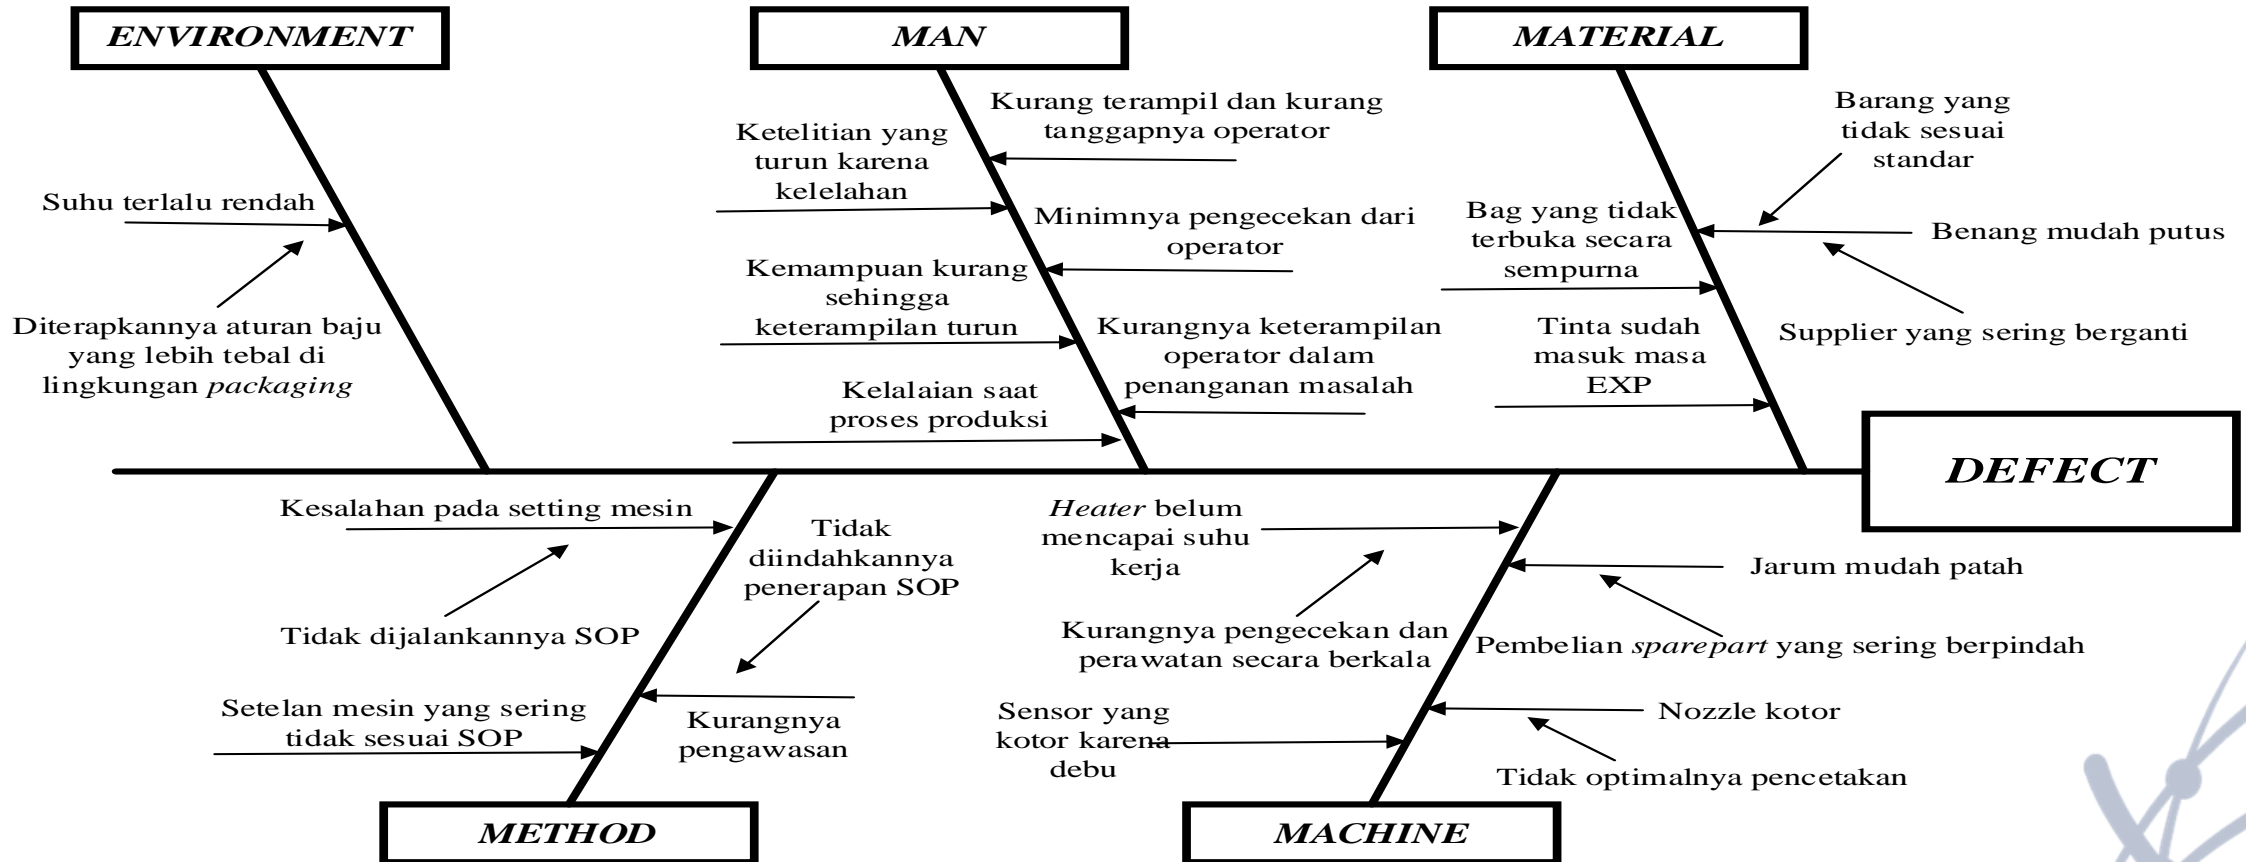 ENVIRONMENT
Suhu terlalu rendah
Diterapkannya aturan baju
yang lebih tebal di
lingkungan packaging
MAN
Ketelitian yang
turun karena
kelelahan
Kurang terampil dan kurang
tanggapnya operator
Minimnya pengecekan dari
operator
Kemampuan kurang
sehingga
keterampilan turun
Kurangnya keterampilan
operator dalam
penanganan masalah
Kelalaian saat
proses produksi
MATERIAL
Barang yang
tidak sesuai
standar
Bag yang tidak
terbuka secara
sempurna
Benang mudah putus
Supplier yang sering berganti
Tinta sudah
masuk masa
EXP
DEFECT
Kesalahan pada setting mesin
Tidak dijalankannya SOP
Tidak
diindahkannya
penerapan SOP
Setelan mesin yang sering
tidak sesuai SOP
Kurangnya
pengawasan
METHOD
Heater belum
mencapai suhu
kerja
Jarum mudah patah
Kurangnya pengecekan dan
perawatan secara berkala
Pembelian sparepart yang sering berpindah
Sensor yang
kotor karena
debu
Nozzle kotor
Tidak optimalnya pencetakan
MACHINE